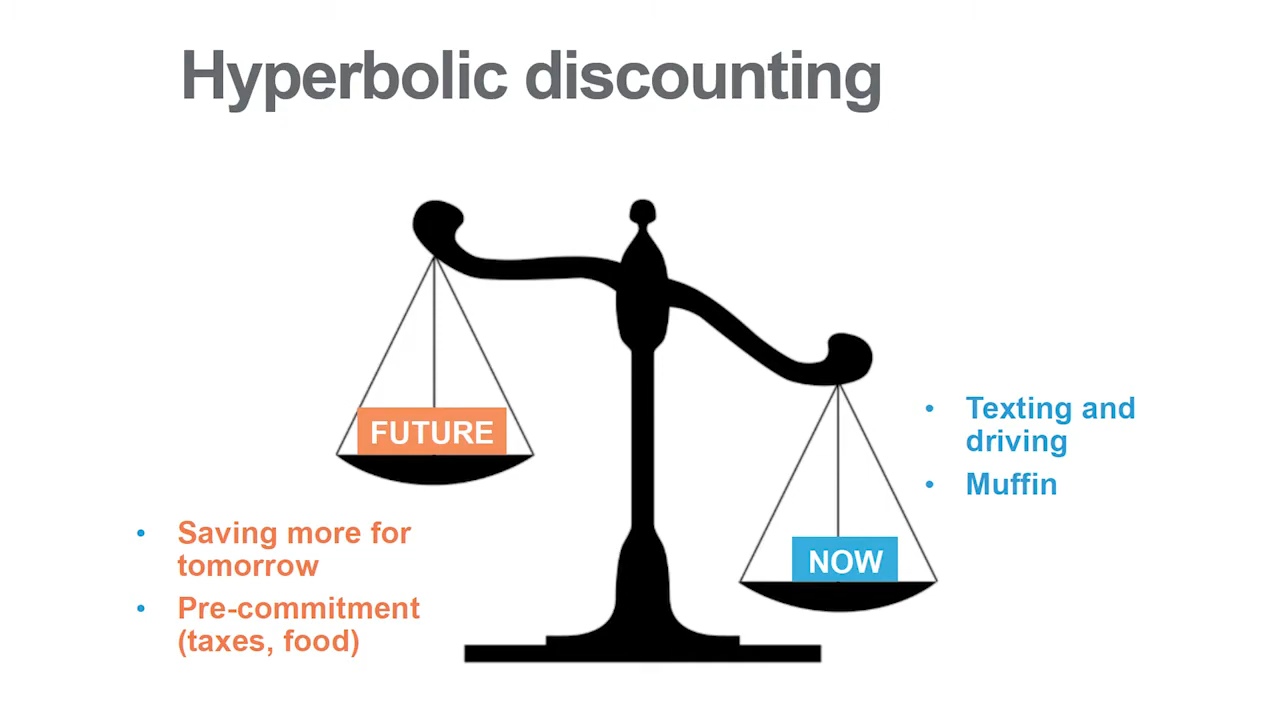 Hyperbolic discounting
FUTURE
• Saving more for
tomorrow
• Pre-commitment
(taxes, food)
NOW
• Texting and
driving
• Muffin